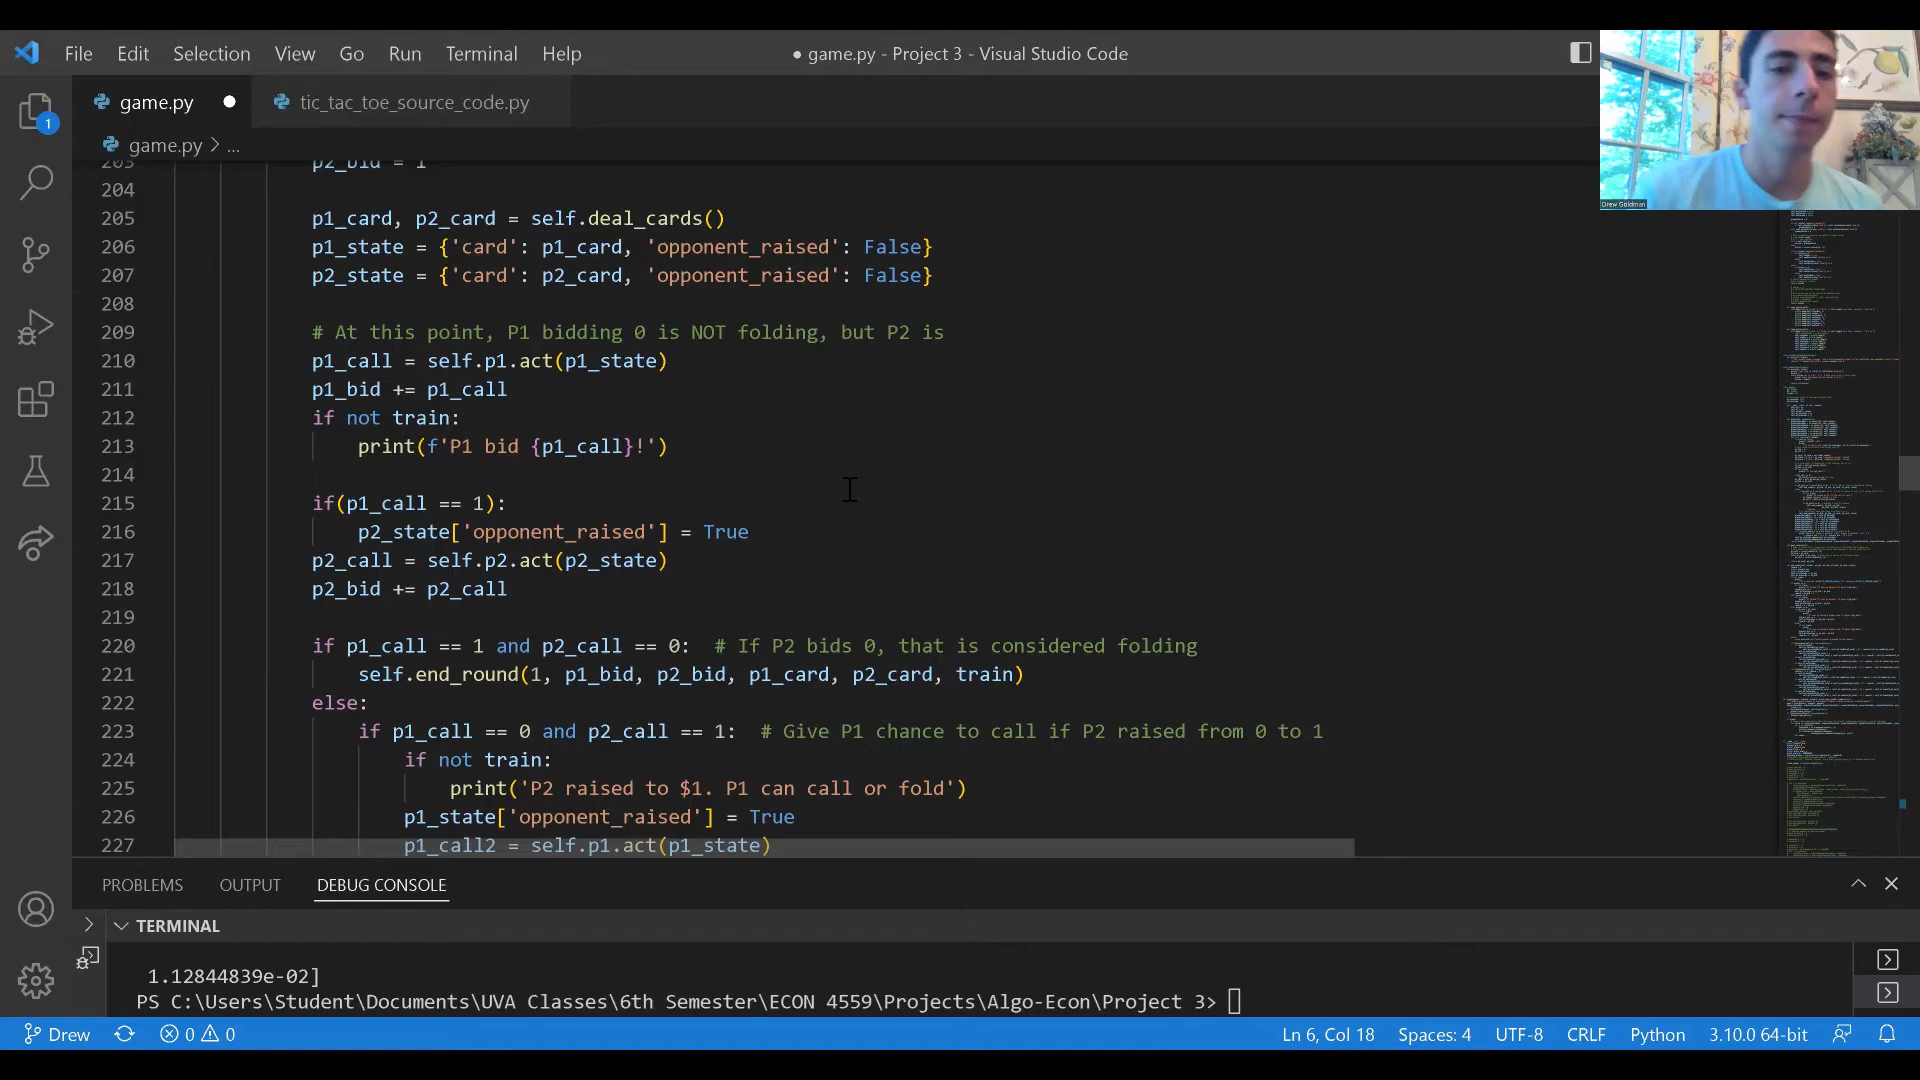 File Edit Selection View Go Run Terminal Help
● game.py - Project 3 - Visual Studio Code
game.py
tic_tac_toe_source_code.py
1
game.py > ...
203 p2_bid = 1
204
205 p1_card, p2_card = self.deal_cards()
206 p1_state = {'card': p1_card, 'opponent_raised': False}
207 p2_state = {'card': p2_card, 'opponent_raised': False}
208
209 # At this point, P1 bidding 0 is NOT folding, but P2 is
210 p1_call = self.p1.act(p1_state)
211 p1_bid += p1_call
212 if not train:
213 print(f'P1 bid {p1_call}!')
214
215 if(p1_call == 1):
216 p2_state['opponent_raised'] = True
217 p2_call = self.p2.act(p2_state)
218 p2_bid += p2_call
219
220 if p1_call == 1 and p2_call == 0: # If P2 bids 0, that is considered folding
221 self.end_round(1, p1_bid, p2_bid, p1_card, p2_card, train)
222 else:
223 if p1_call == 0 and p2_call == 1: # Give P1 chance to call if P2 raised from 0 to 1
224 if not train:
225 print('P2 raised to $1. P1 can call or fold')
226 p1_state['opponent_raised'] = True
227 p1_call2 = self.p1.act(p1_state)
Drew Goldman
PROBLEMS OUTPUT DEBUG CONSOLE
TERMINAL
1.12844839e-02]
PS C:\Users\Student\Documents\UVA Classes\6th Semester\ECON 4559\Projects\Algo-Econ\Project 3>
Drew 0 0 Ln 6, Col 18 Spaces: 4 UTF-8 CRLF Python 3.10.0 64-bit